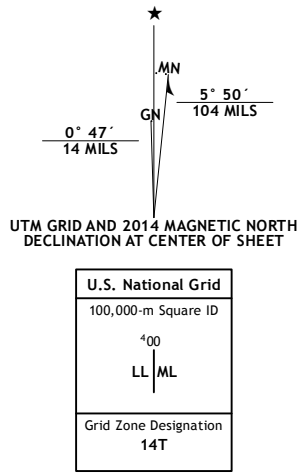 ★
MN
GN
5° 50´
104 MILS
0° 47´
14 MILS
UTM GRID AND 2014 MAGNETIC NORTH
DECLINATION AT CENTER OF SHEET
U.S. National Grid
100,000-m Square ID
⁴00
LL ML
Grid Zone Designation
14T